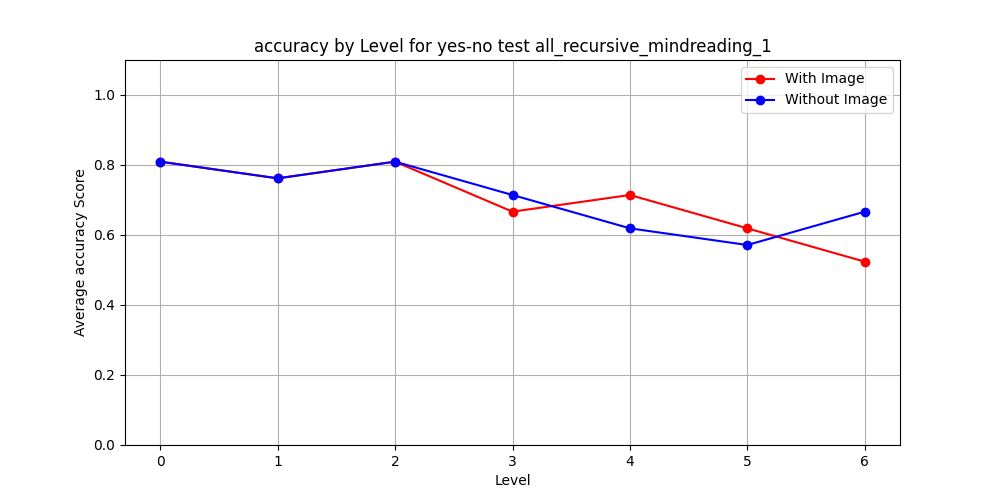 accuracy by Level for yes-no test all_recursive_mindreading_1
With Image
Without Image
Average accuracy Score
1.0
0.8
0.6
0.4
0.2
0.0
0 1 2 3 4 5 6
Level